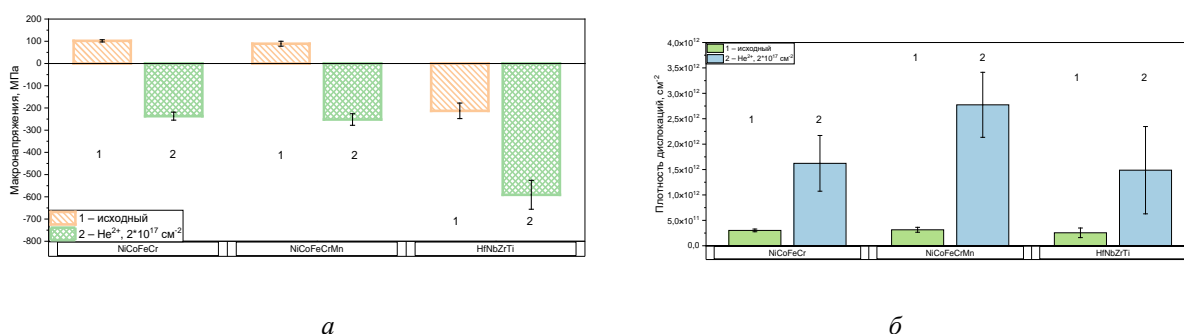 200
100
0
-100
-200
-300
-400
-500
-600
-700
-800
Макронапряжения, МПа
1
2
1
2
1
2
1 – исходный
2 – He²⁺, 2*10¹⁷ см⁻²
NiCoFeCr
NiCoFeCrMn
HfNbZrTi
а
4,0x10¹²
3,5x10¹²
3,0x10¹²
2,5x10¹²
2,0x10¹²
1,5x10¹²
1,0x10¹²
5,0x10¹¹
0,0
Плотность дислокаций, см⁻²
1 – исходный
2 – He²⁺, 2*10¹⁷ см⁻²
1
2
1
2
1
2
NiCoFeCr
NiCoFeCrMn
HfNbZrTi
б